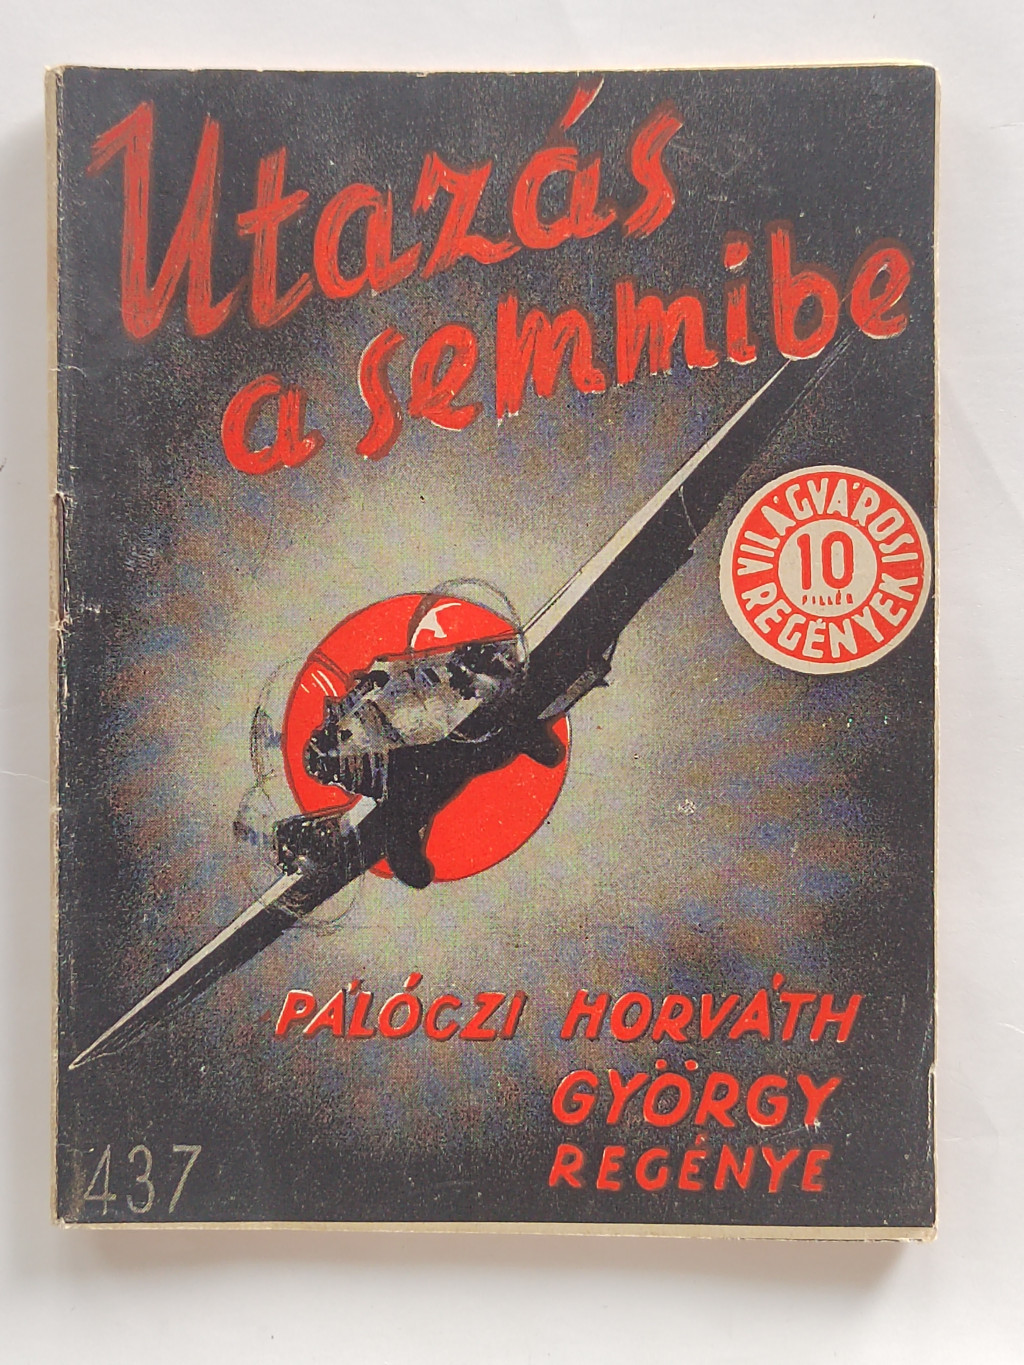 Utazás
a semmibe
VILÁGVÁROSI
10
FILLÉR
REGÉNYEK
PÁLÓCZI HORVÁTH
GYÖRGY
REGÉNYE
437